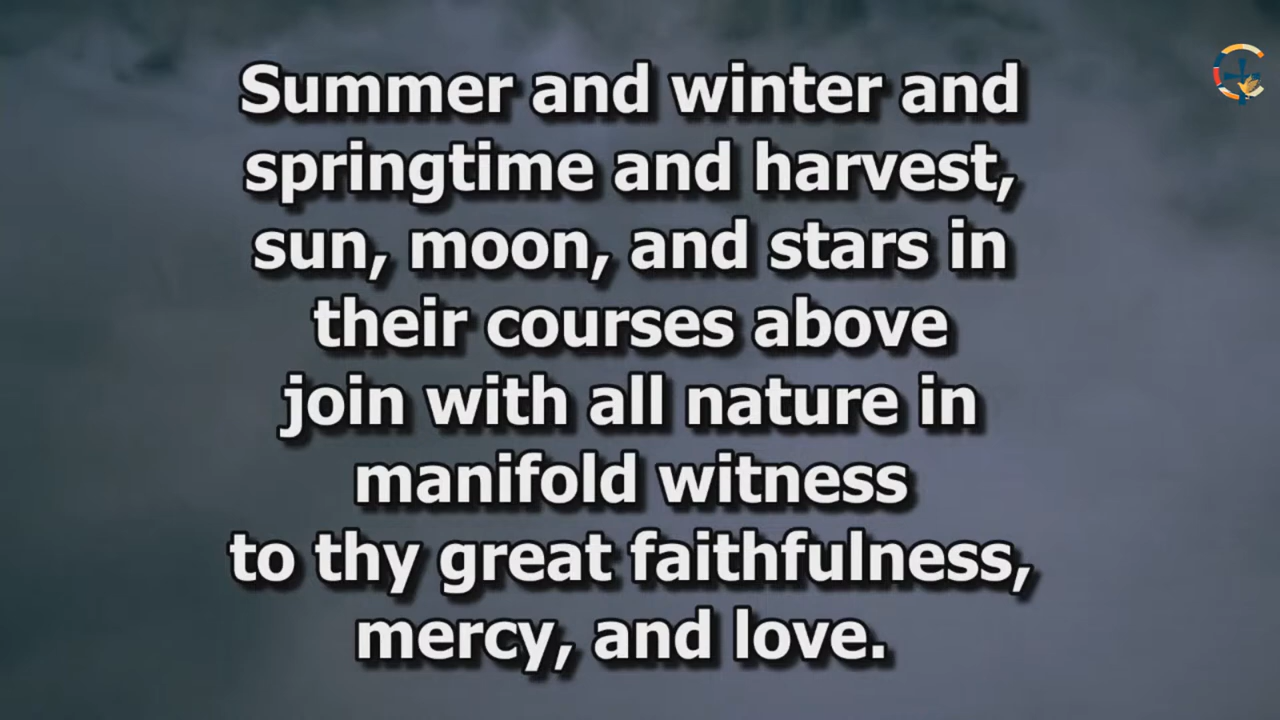 Summer and winter and
springtime and harvest,
sun, moon, and stars in
their courses above
join with all nature in
manifold witness
to thy great faithfulness,
mercy, and love.